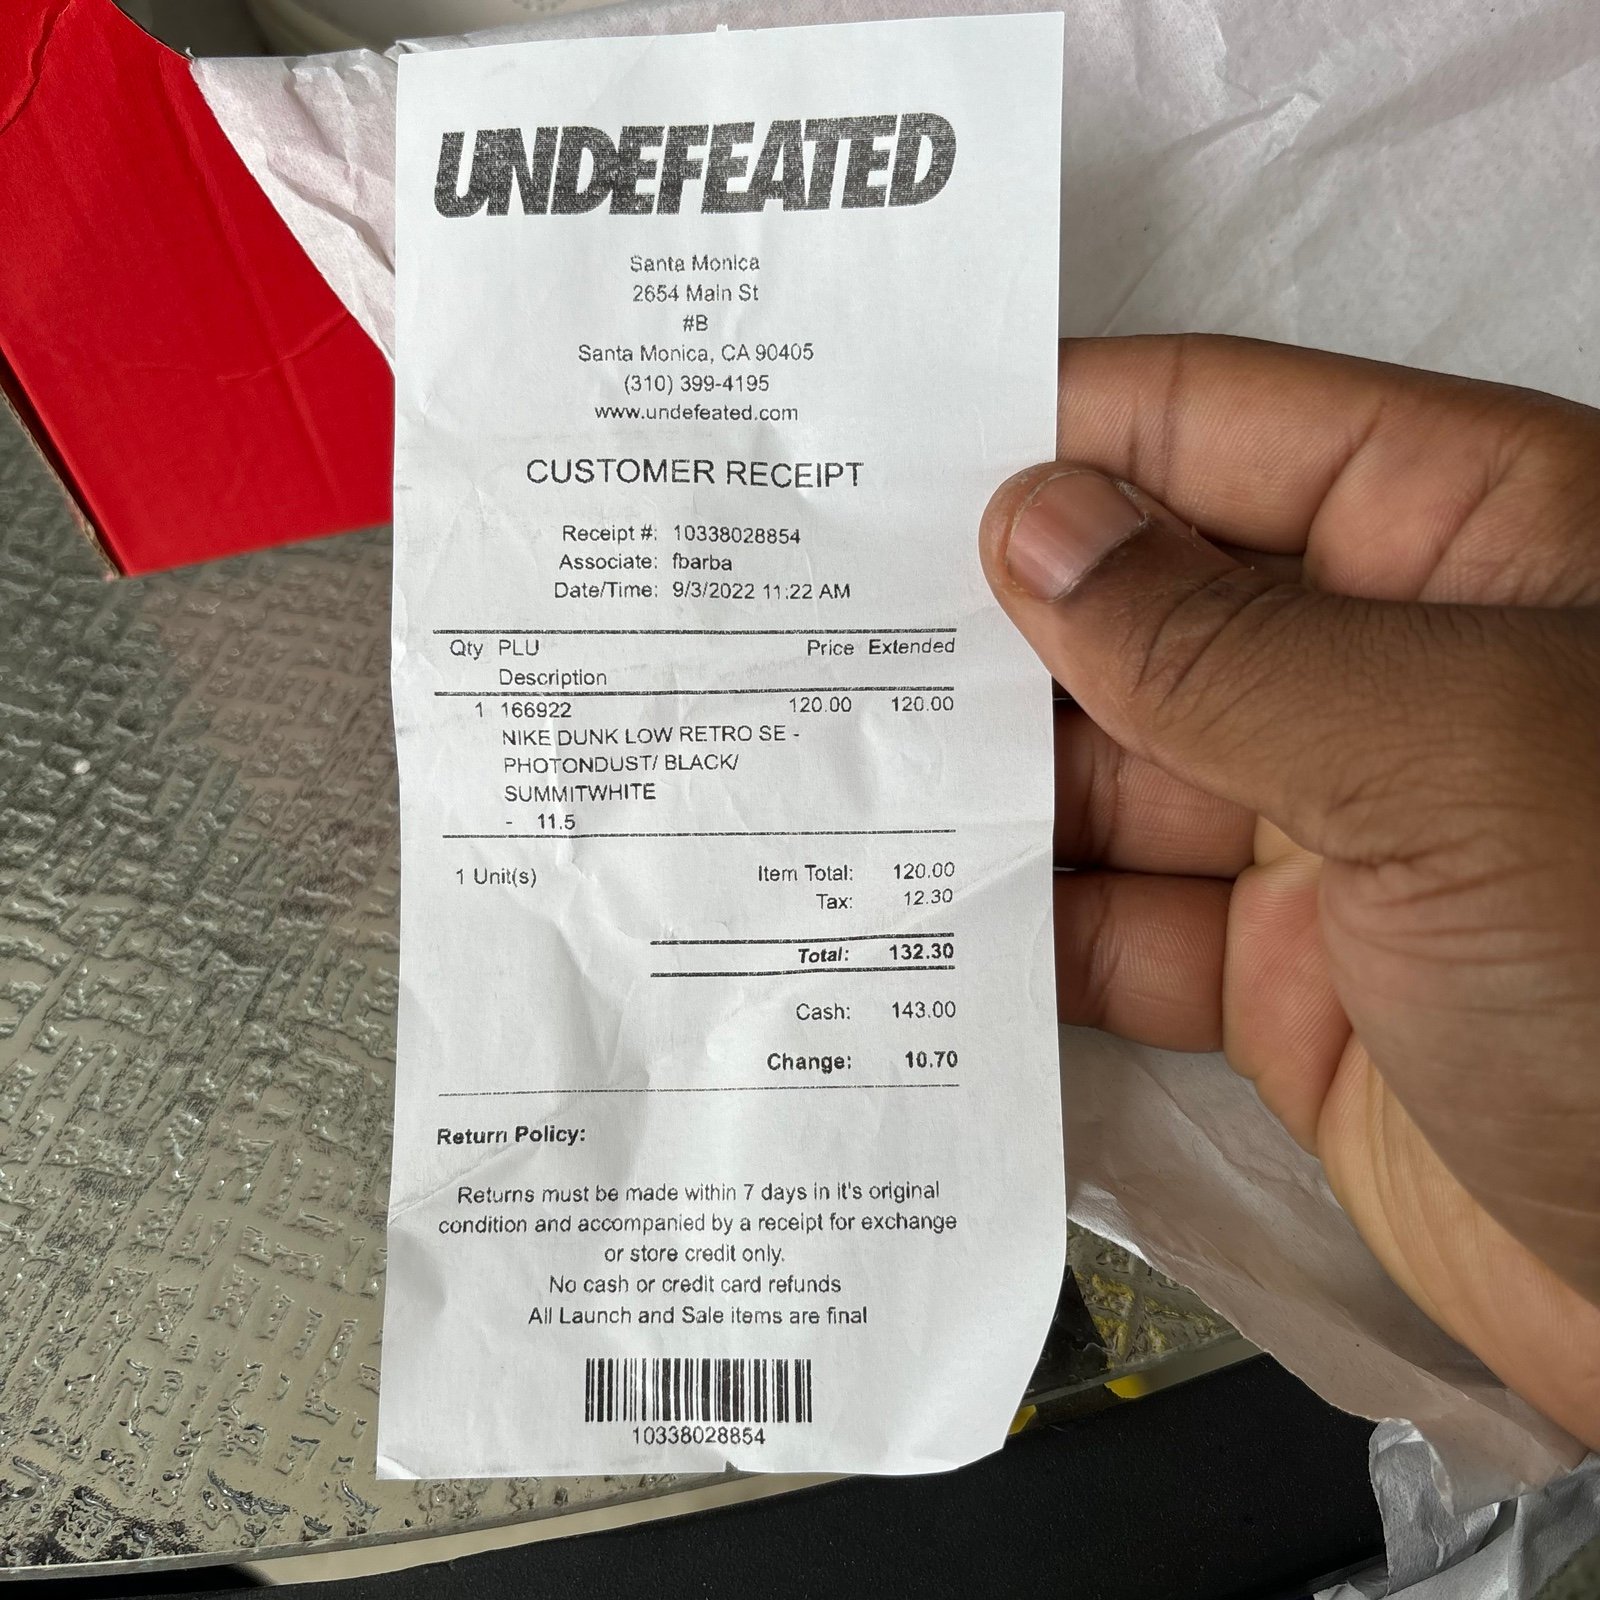 UNDEFEATED
Santa Monica
2654 Main St
#B
Santa Monica, CA 90405
(310) 399-4195
www.undefeated.com
CUSTOMER RECEIPT
Receipt #: 10338028854
Associate: fbarba
Date/Time: 9/3/2022 11:22 AM
Qty PLU Price Extended
Description
1 166922 120.00 120.00
NIKE DUNK LOW RETRO SE -
PHOTONDUST/ BLACK/
SUMMITWHITE
- 11.5
1 Unit(s) Item Total: 120.00
Tax: 12.30
Total: 132.30
Cash: 143.00
Change: 10.70
Return Policy:
Returns must be made within 7 days in it's original
condition and accompanied by a receipt for exchange
or store credit only.
No cash or credit card refunds
All Launch and Sale items are final
10338028854